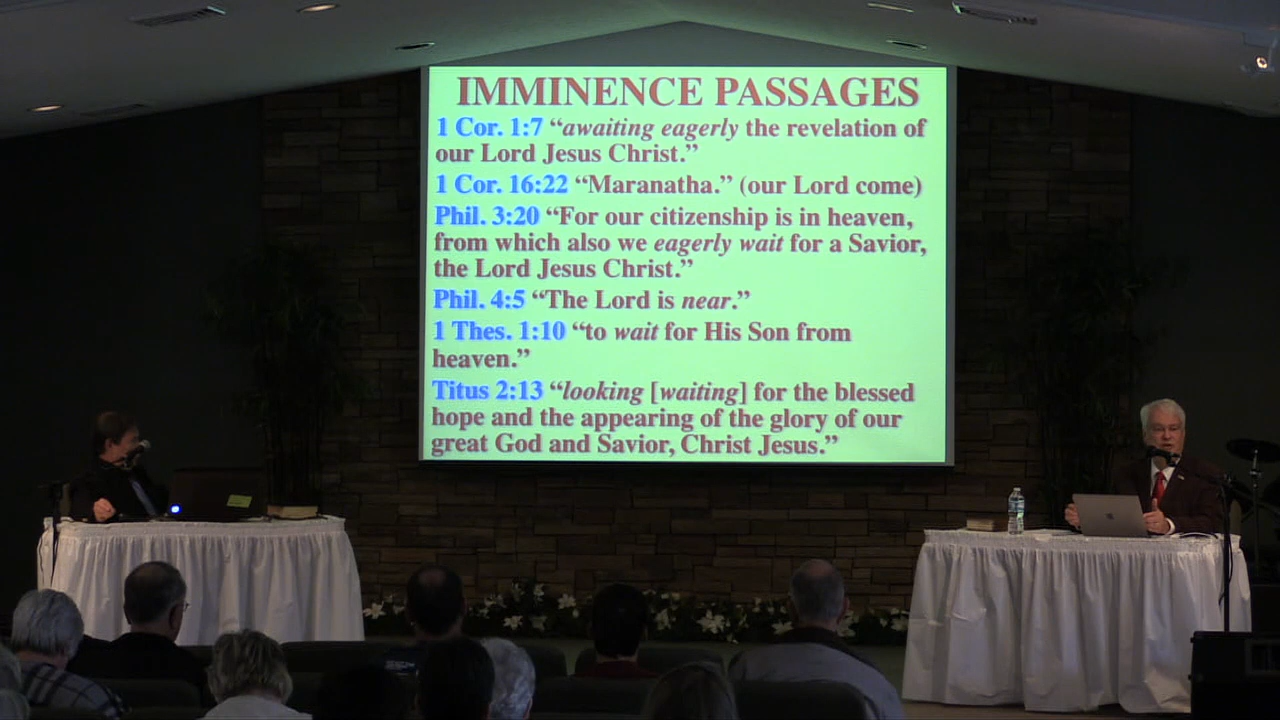 IMMINENCE PASSAGES
1 Cor. 1:7 “awaiting eagerly the revelation of
our Lord Jesus Christ.”
1 Cor. 16:22 “Maranatha.” (our Lord come)
Phil. 3:20 “For our citizenship is in heaven,
from which also we eagerly wait for a Savior,
the Lord Jesus Christ.”
Phil. 4:5 “The Lord is near.”
1 Thes. 1:10 “to wait for His Son from
heaven.”
Titus 2:13 “looking [waiting] for the blessed
hope and the appearing of the glory of our
great God and Savior, Christ Jesus.”